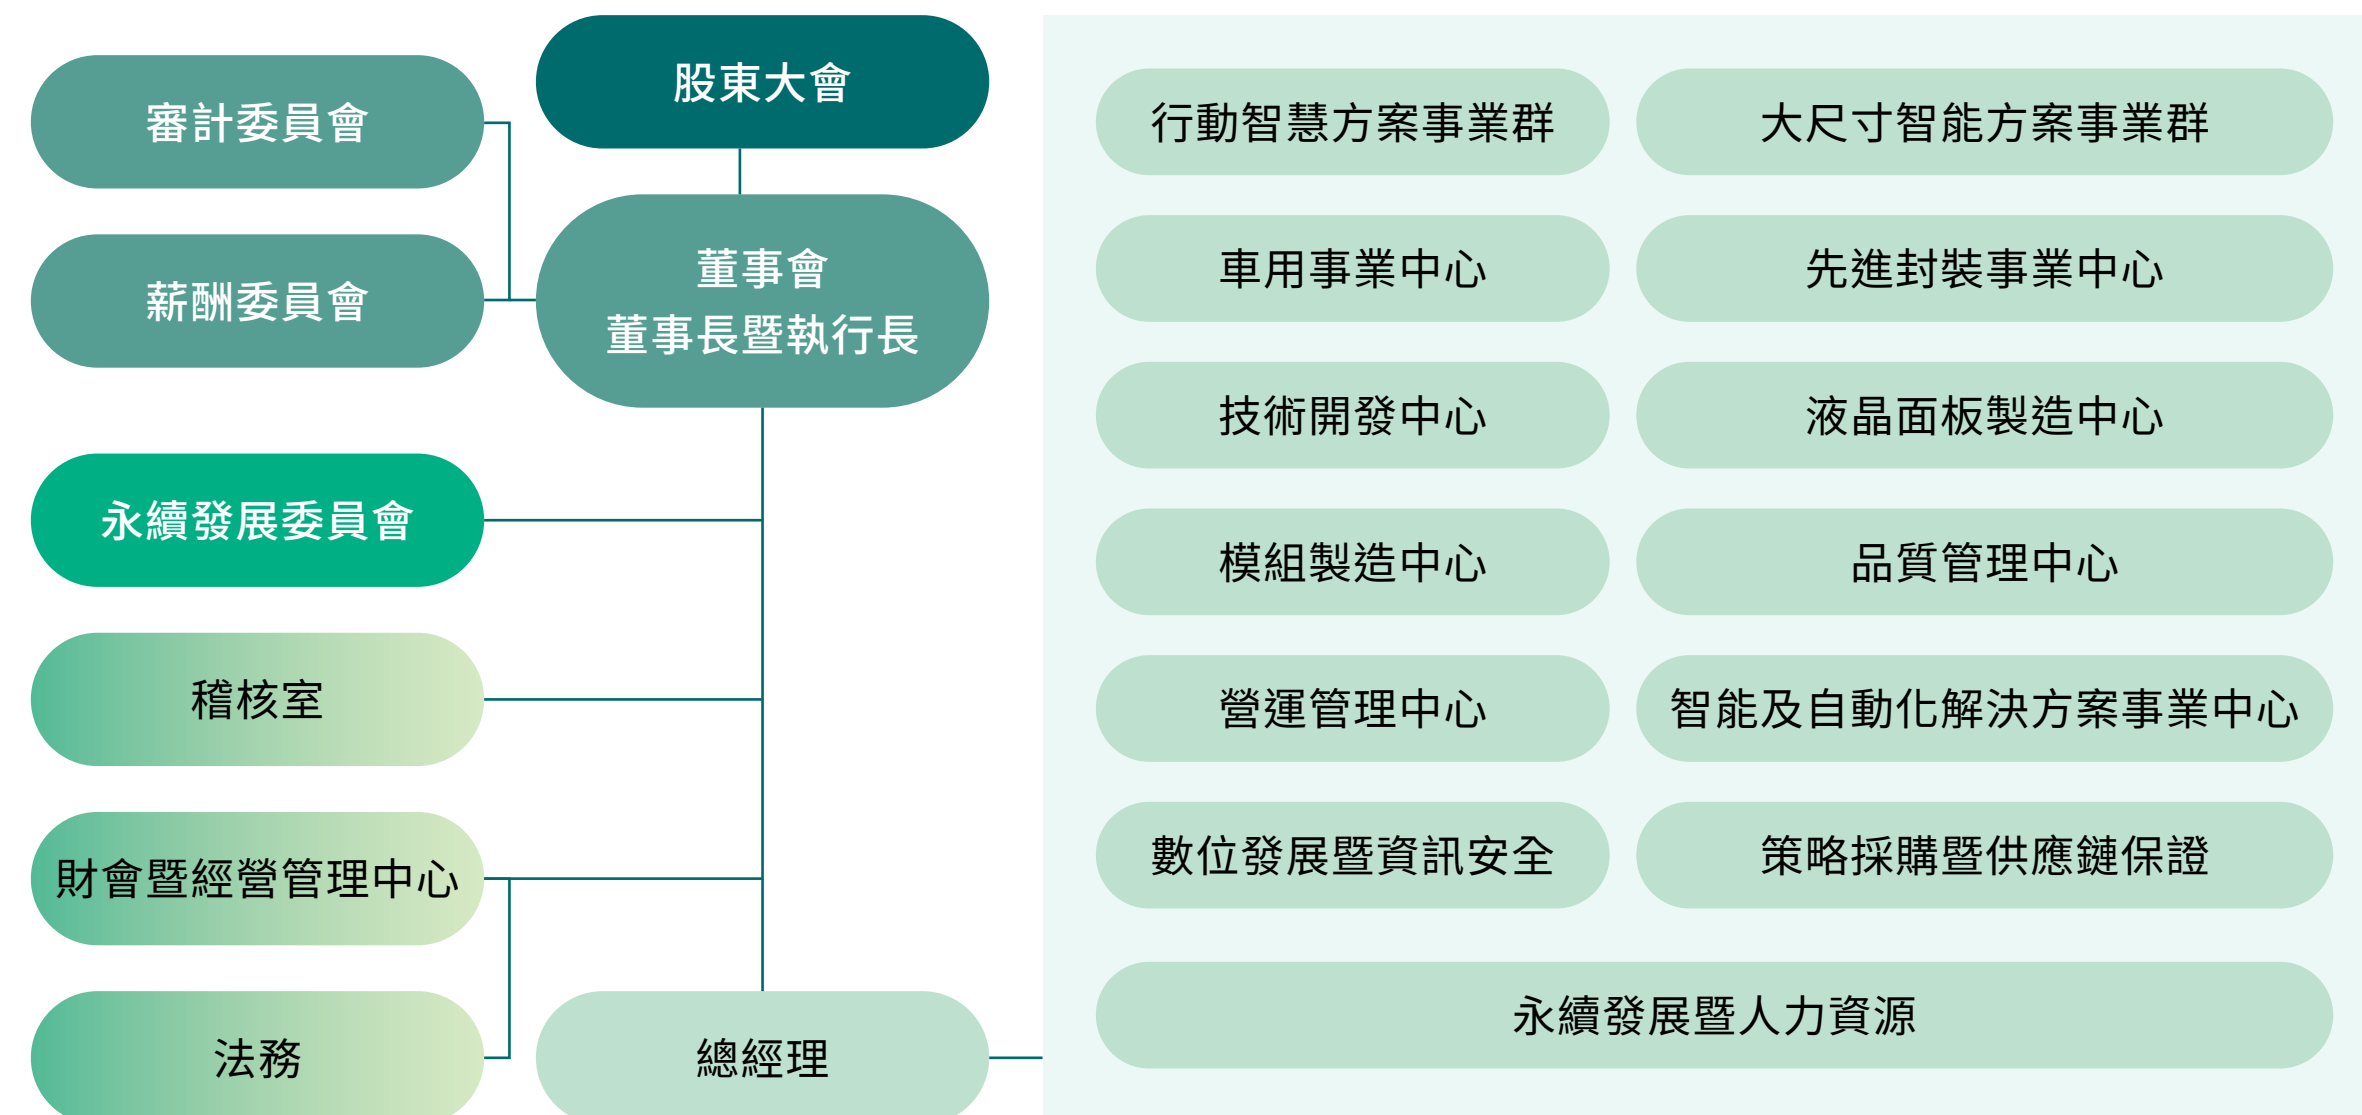 股東大會
審計委員會
薪酬委員會
董事會
董事長暨執行長
永續發展委員會
稽核室
財會暨經營管理中心
法務
總經理
行動智慧方案事業群
大尺寸智能方案事業群
車用事業中心
先進封裝事業中心
技術開發中心
液晶面板製造中心
模組製造中心
品質管理中心
營運管理中心
智能及自動化解決方案事業中心
數位發展暨資訊安全
策略採購暨供應鏈保證
永續發展暨人力資源